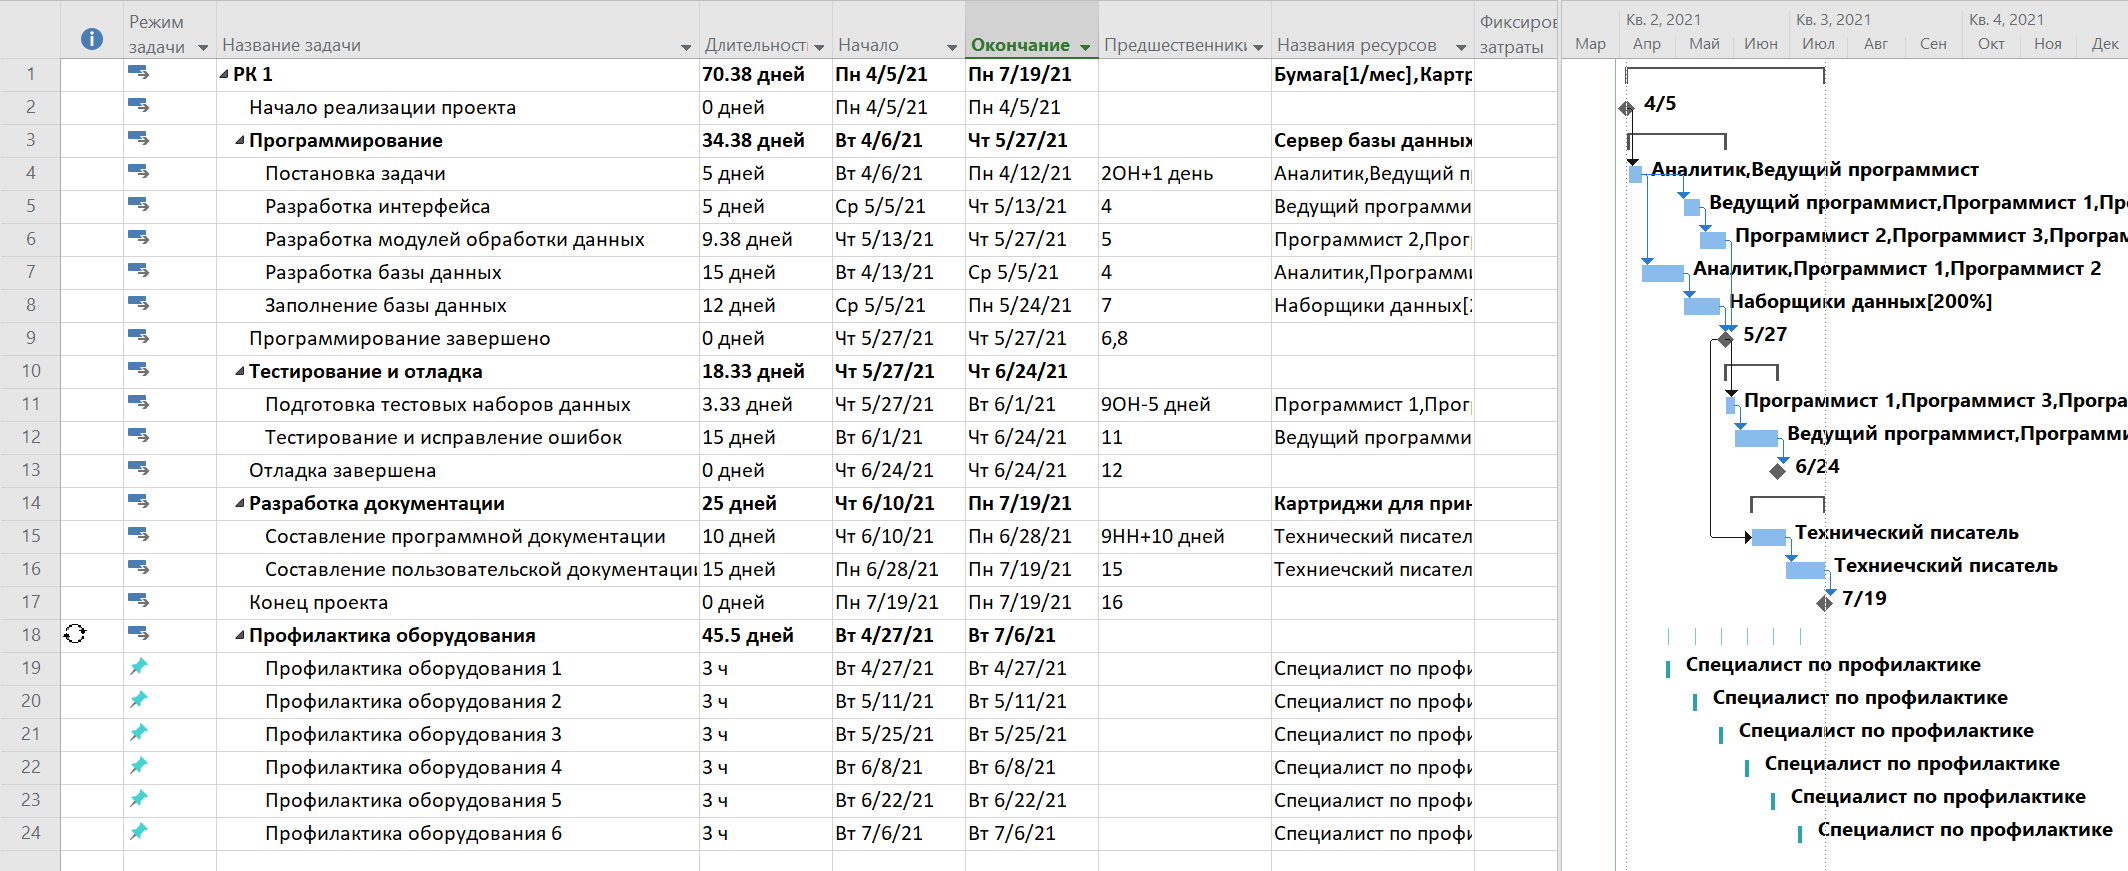 Режим задачи Название задачи Длительност Начало Окончание Предшественники Названия ресурсов Фиксиров затраты
Кв. 2, 2021 Кв. 3, 2021 Кв. 4, 2021
Мар Апр Май Июн Июл Авг Сен Окт Ноя Дек
1 РК 1 70.38 дней Пн 4/5/21 Пн 7/19/21 Бумага[1/мес],Картр
2 Начало реализации проекта 0 дней Пн 4/5/21 Пн 4/5/21 4/5
3 Программирование 34.38 дней Вт 4/6/21 Чт 5/27/21 Сервер базы данных
4 Постановка задачи 5 дней Вт 4/6/21 Пн 4/12/21 2ОН+1 день Аналитик,Ведущий п Аналитик,Ведущий программист
5 Разработка интерфейса 5 дней Ср 5/5/21 Чт 5/13/21 4 Ведущий программи Ведущий программист,Программист 1,Про
6 Разработка модулей обработки данных 9.38 дней Чт 5/13/21 Чт 5/27/21 5 Программист 2,Прог Программист 2,Программист 3,Програм
7 Разработка базы данных 15 дней Вт 4/13/21 Ср 5/5/21 4 Аналитик,Программи Аналитик,Программист 1,Программист 2
8 Заполнение базы данных 12 дней Ср 5/5/21 Пн 5/24/21 7 Наборщики данных[2 Наборщики данных[200%]
9 Программирование завершено 0 дней Чт 5/27/21 Чт 5/27/21 6,8 5/27
10 Тестирование и отладка 18.33 дней Чт 5/27/21 Чт 6/24/21
11 Подготовка тестовых наборов данных 3.33 дней Чт 5/27/21 Вт 6/1/21 9ОН-5 дней Программист 1,Прог Программист 1,Программист 3,Програ
12 Тестирование и исправление ошибок 15 дней Вт 6/1/21 Чт 6/24/21 11 Ведущий программи Ведущий программист,Программи
13 Отладка завершена 0 дней Чт 6/24/21 Чт 6/24/21 12 6/24
14 Разработка документации 25 дней Чт 6/10/21 Пн 7/19/21 Картриджи для прин
15 Составление программной документации 10 дней Чт 6/10/21 Пн 6/28/21 9НН+10 дней Технический писател Технический писатель
16 Составление пользовательской документации 15 дней Пн 6/28/21 Пн 7/19/21 15 Техниечский писател Техниечский писатель
17 Конец проекта 0 дней Пн 7/19/21 Пн 7/19/21 16 7/19
18 Профилактика оборудования 45.5 дней Вт 4/27/21 Вт 7/6/21
19 Профилактика оборудования 1 3 ч Вт 4/27/21 Вт 4/27/21 Специалист по профи Специалист по профилактике
20 Профилактика оборудования 2 3 ч Вт 5/11/21 Вт 5/11/21 Специалист по профи Специалист по профилактике
21 Профилактика оборудования 3 3 ч Вт 5/25/21 Вт 5/25/21 Специалист по профи Специалист по профилактике
22 Профилактика оборудования 4 3 ч Вт 6/8/21 Вт 6/8/21 Специалист по профи Специалист по профилактике
23 Профилактика оборудования 5 3 ч Вт 6/22/21 Вт 6/22/21 Специалист по профи Специалист по профилактике
24 Профилактика оборудования 6 3 ч Вт 7/6/21 Вт 7/6/21 Специалист по профи Специалист по профилактике